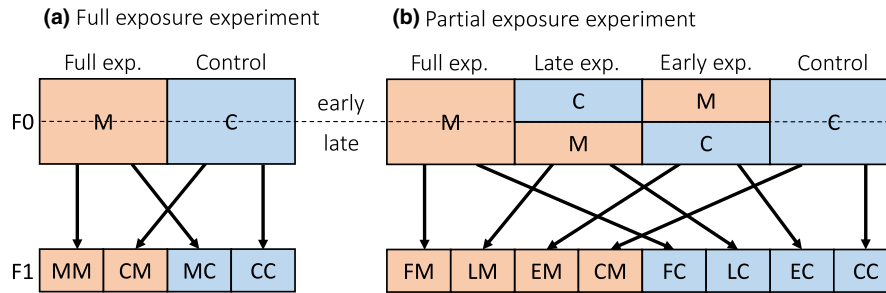 (a) Full exposure experiment
(b) Partial exposure experiment
Full exp. Control
Full exp. Late exp. Early exp. Control
early
late
F0
M
C
M
C
M
M
C
C
F1
MM CM MC CC
FM LM EM CM FC LC EC CC